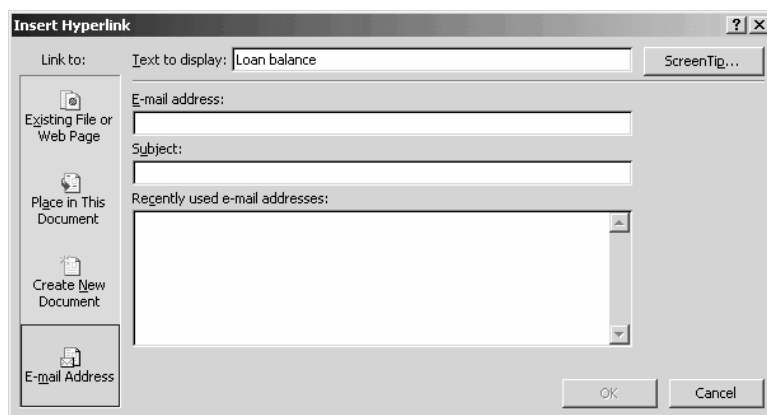 Insert Hyperlink
? X
Link to:
Text to display: Loan balance
ScreenTip...
Existing File or
Web Page
Place in This
Document
Create New
Document
E-mail Address
E-mail address:
Subject:
Recently used e-mail addresses:
OK
Cancel